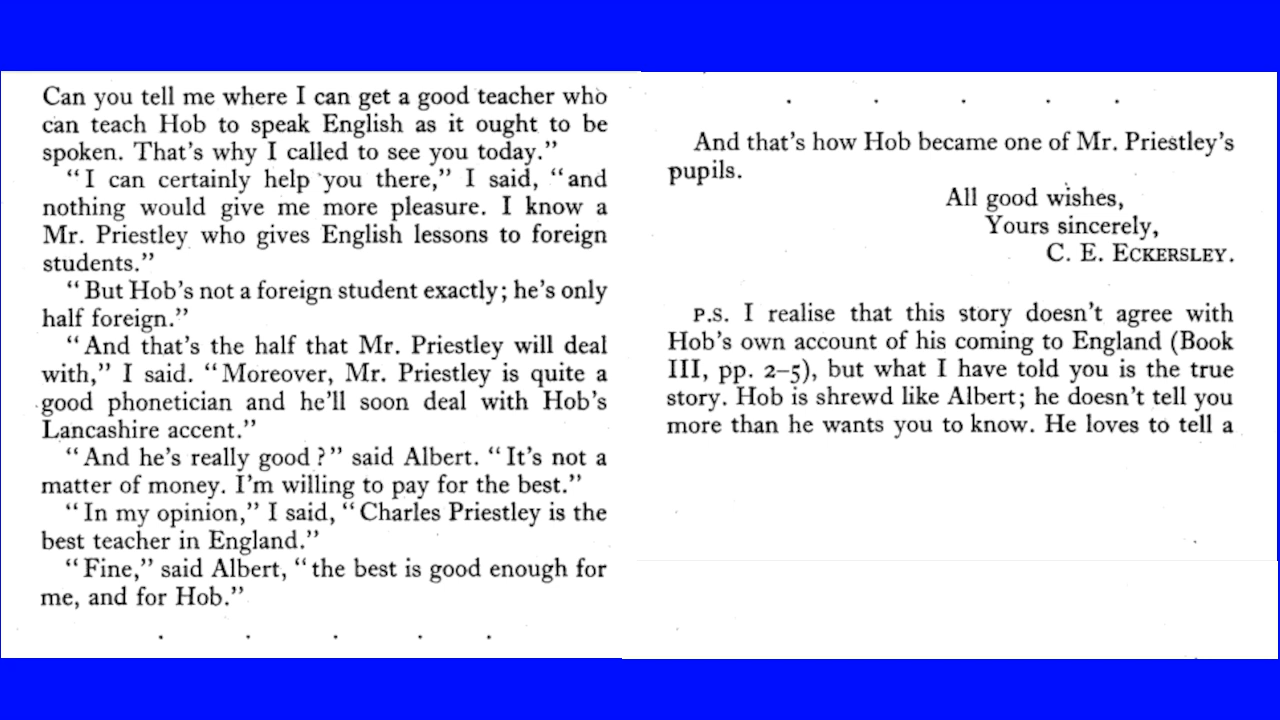 Can you tell me where I can get a good teacher who
can teach Hob to speak English as it ought to be
spoken. That's why I called to see you today.”
“I can certainly help you there,” I said, “and
nothing would give me more pleasure. I know a
Mr. Priestley who gives English lessons to foreign
students.”
“But Hob's not a foreign student exactly; he's only
half foreign.”
“And that's the half that Mr. Priestley will deal
with,” I said. “Moreover, Mr. Priestley is quite a
good phonetician and he'll soon deal with Hob's
Lancashire accent.”
“And he's really good?” said Albert. “It's not a
matter of money. I'm willing to pay for the best.”
“In my opinion,” I said, “Charles Priestley is the
best teacher in England.”
“Fine,” said Albert, “the best is good enough for
me, and for Hob.”
. . . . .
. . . . .
And that's how Hob became one of Mr. Priestley's
pupils.
All good wishes,
Yours sincerely,
C. E. ECKERSLEY.
P.S. I realise that this story doesn't agree with
Hob's own account of his coming to England (Book
III, pp. 2–5), but what I have told you is the true
story. Hob is shrewd like Albert; he doesn't tell you
more than he wants you to know. He loves to tell a